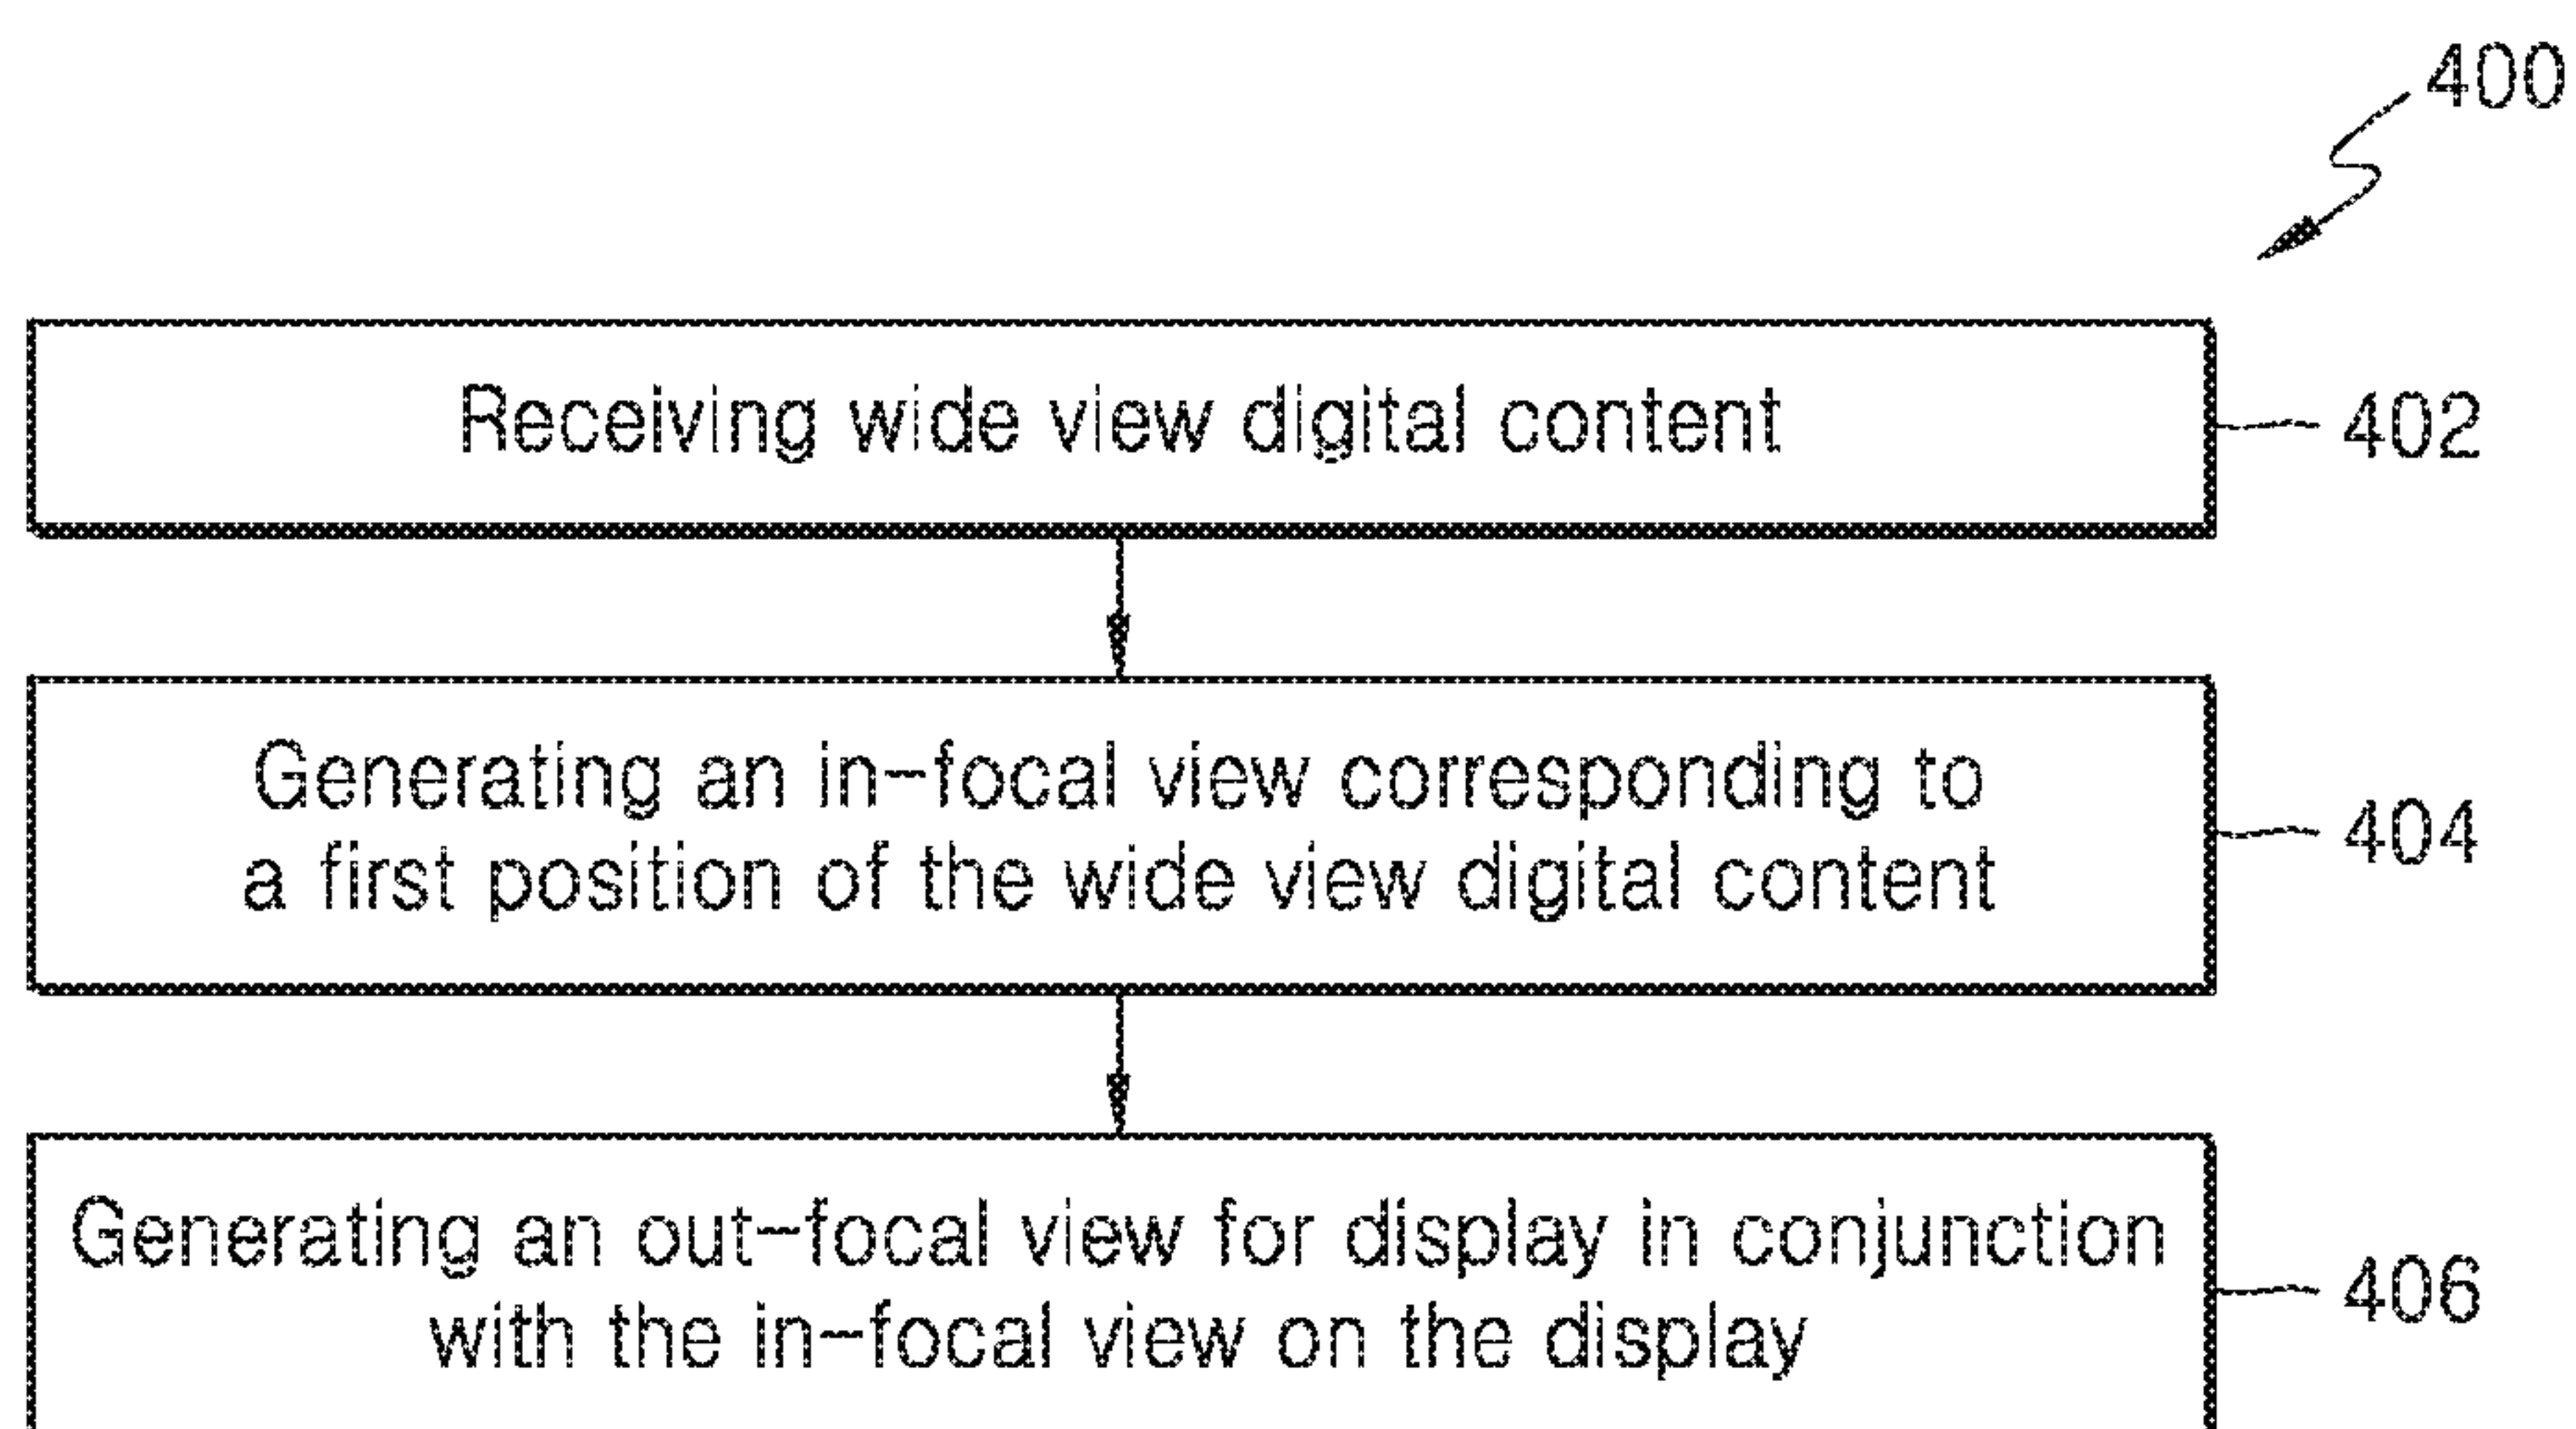 400
Receiving wide view digital content
402
Generating an in-focal view corresponding to
a first position of the wide view digital content
404
Generating an out-focal view for display in conjunction
with the in-focal view on the display
406